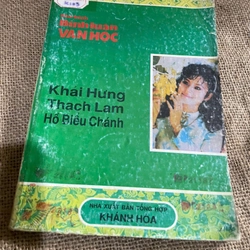 VĂN HỌC
Khái Hưng
Thạch Lam
Hồ Biểu Chánh
NHÀ XUẤT BẢN TỔNG HỢP
KHÁNH HÒA